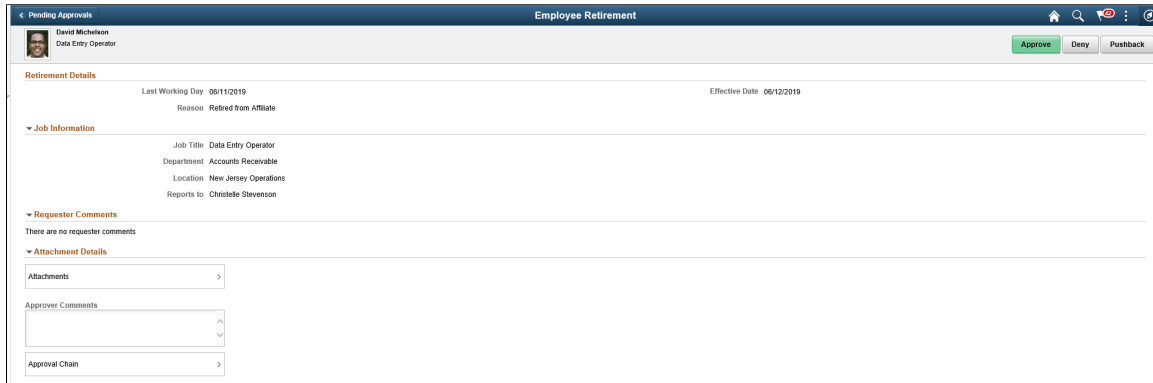 Pending Approvals
Employee Retirement
42
David Michelson
Data Entry Operator
Approve Deny Pushback
Retirement Details
Last Working Day 06/11/2019 Effective Date 06/12/2019
Reason Retired from Affiliate
Job Information
Job Title Data Entry Operator
Department Accounts Receivable
Location New Jersey Operations
Reports to Christelle Stevenson
Requester Comments
There are no requester comments
Attachment Details
Attachments
Approver Comments
Approval Chain